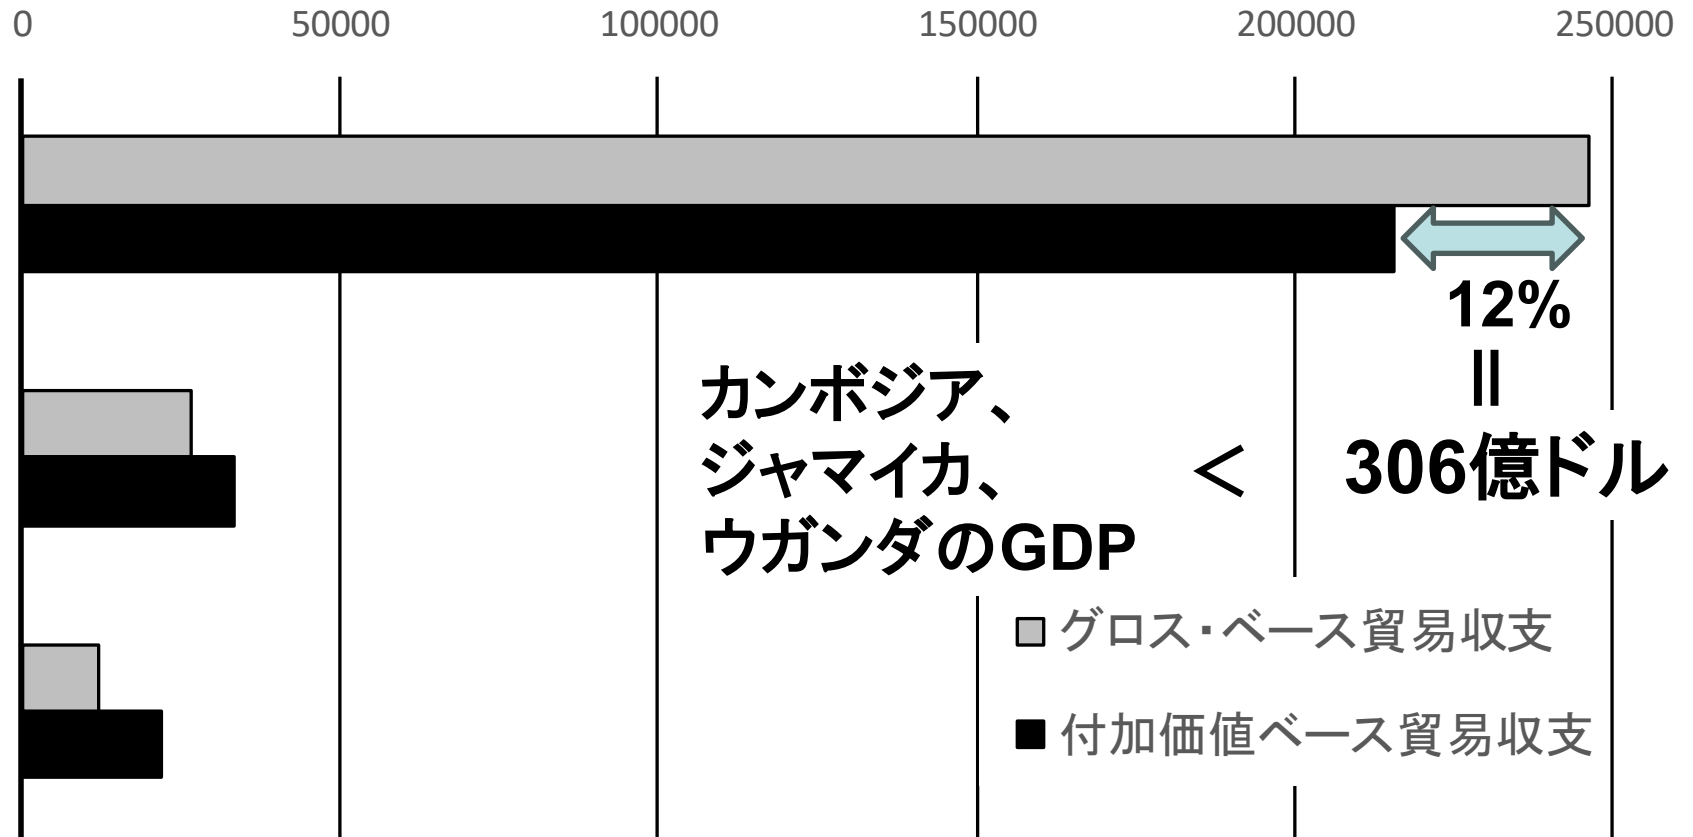 0 50000 100000 150000 200000 250000
12%
||
カンボジア、
ジャマイカ、 < 306億ドル
ウガンダのGDP
グロス・ベース貿易収支
付加価値ベース貿易収支